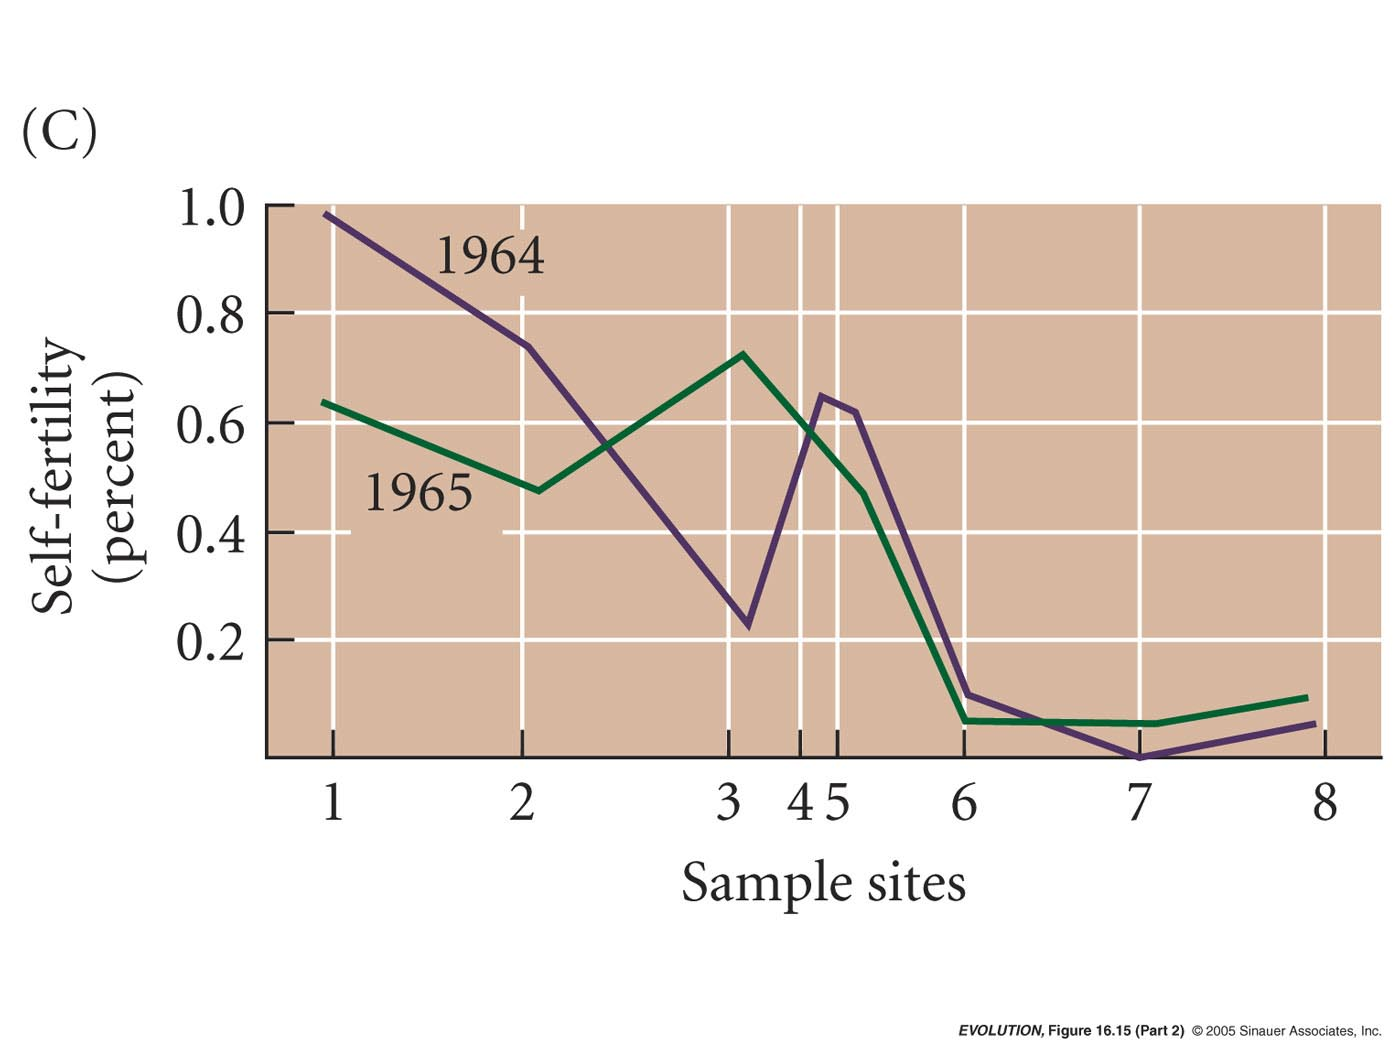 (C)
1.0
0.8
0.6
0.4
0.2
Self-fertility
(percent)
1964
1965
1 2 3 4 5 6 7 8
Sample sites
EVOLUTION, Figure 16.15 (Part 2) © 2005 Sinauer Associates, Inc.